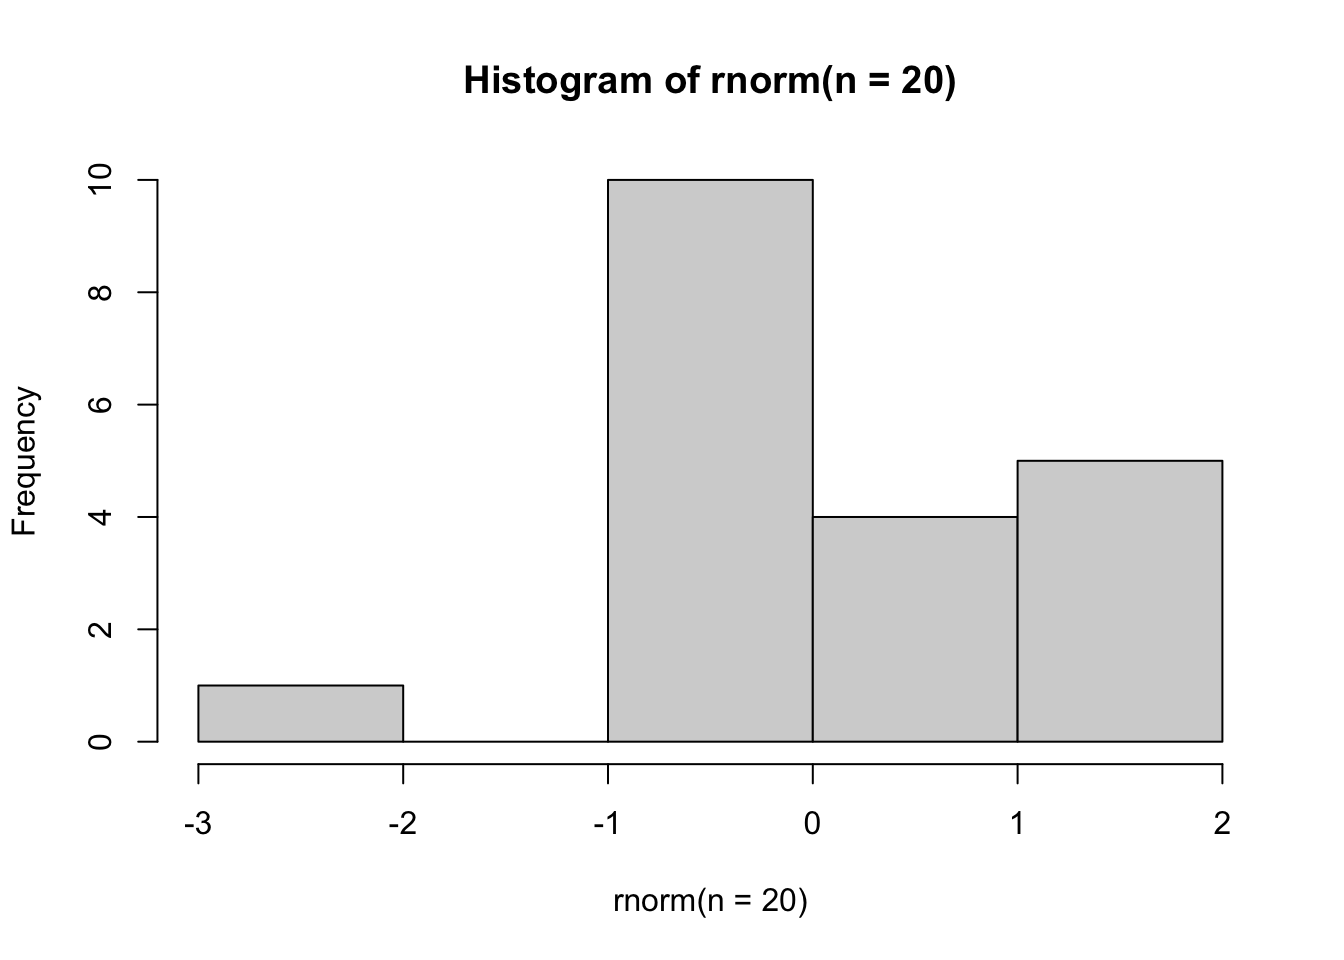 Histogram of rnorm(n = 20)
10
8
6
4
2
0
Frequency
-3 -2 -1 0 1 2
rnorm(n = 20)